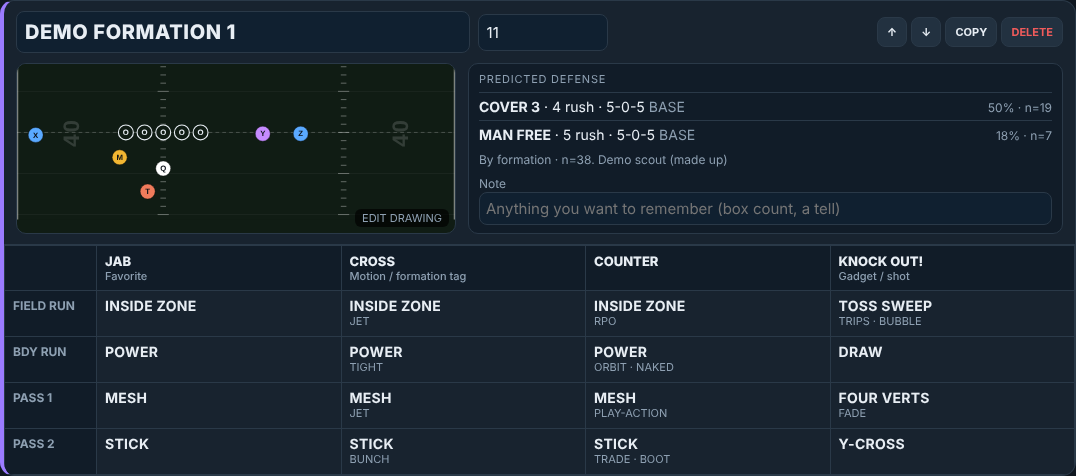 DEMO FORMATION 1
11
↑
↓
COPY
DELETE
40
40
X
Y
Z
M
Q
T
EDIT DRAWING
PREDICTED DEFENSE
COVER 3 · 4 rush · 5-0-5 BASE 50% · n=19
MAN FREE · 5 rush · 5-0-5 BASE 18% · n=7
By formation · n=38. Demo scout (made up)
Note
Anything you want to remember (box count, a tell)
JAB
Favorite
CROSS
Motion / formation tag
COUNTER
KNOCK OUT!
Gadget / shot
FIELD RUN
INSIDE ZONE
INSIDE ZONE
JET
INSIDE ZONE
RPO
TOSS SWEEP
TRIPS · BUBBLE
BDY RUN
POWER
POWER
TIGHT
POWER
ORBIT · NAKED
DRAW
PASS 1
MESH
MESH
JET
MESH
PLAY-ACTION
FOUR VERTS
FADE
PASS 2
STICK
STICK
BUNCH
STICK
TRADE · BOOT
Y-CROSS